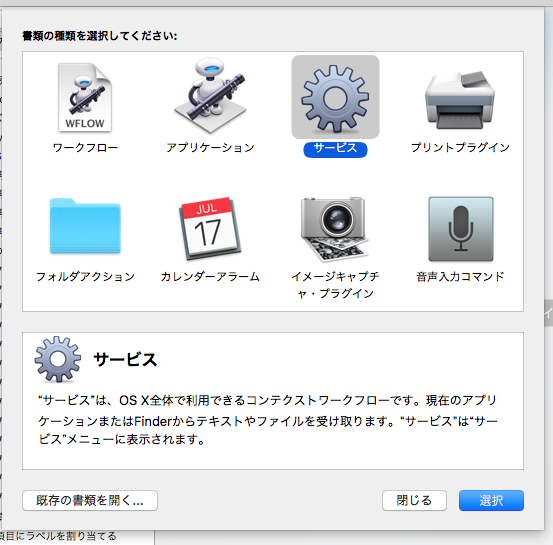 書類の種類を選択してください:
WFLOW
JUL
17
ワークフロー
アプリケーション
サービス
プリントプラグイン
フォルダアクション
カレンダーアラーム
イメージキャプチ
ャ・プラグイン
音声入力コマンド
サービス
“サービス”は、OS X全体で利用できるコンテクストワークフローです。現在のアプリ
ケーションまたはFinderからテキストやファイルを受け取ります。“サービス”は“サー
ビス”メニューに表示されます。
既存の書類を開く...
閉じる
選択
項目にラベルを割り当てる